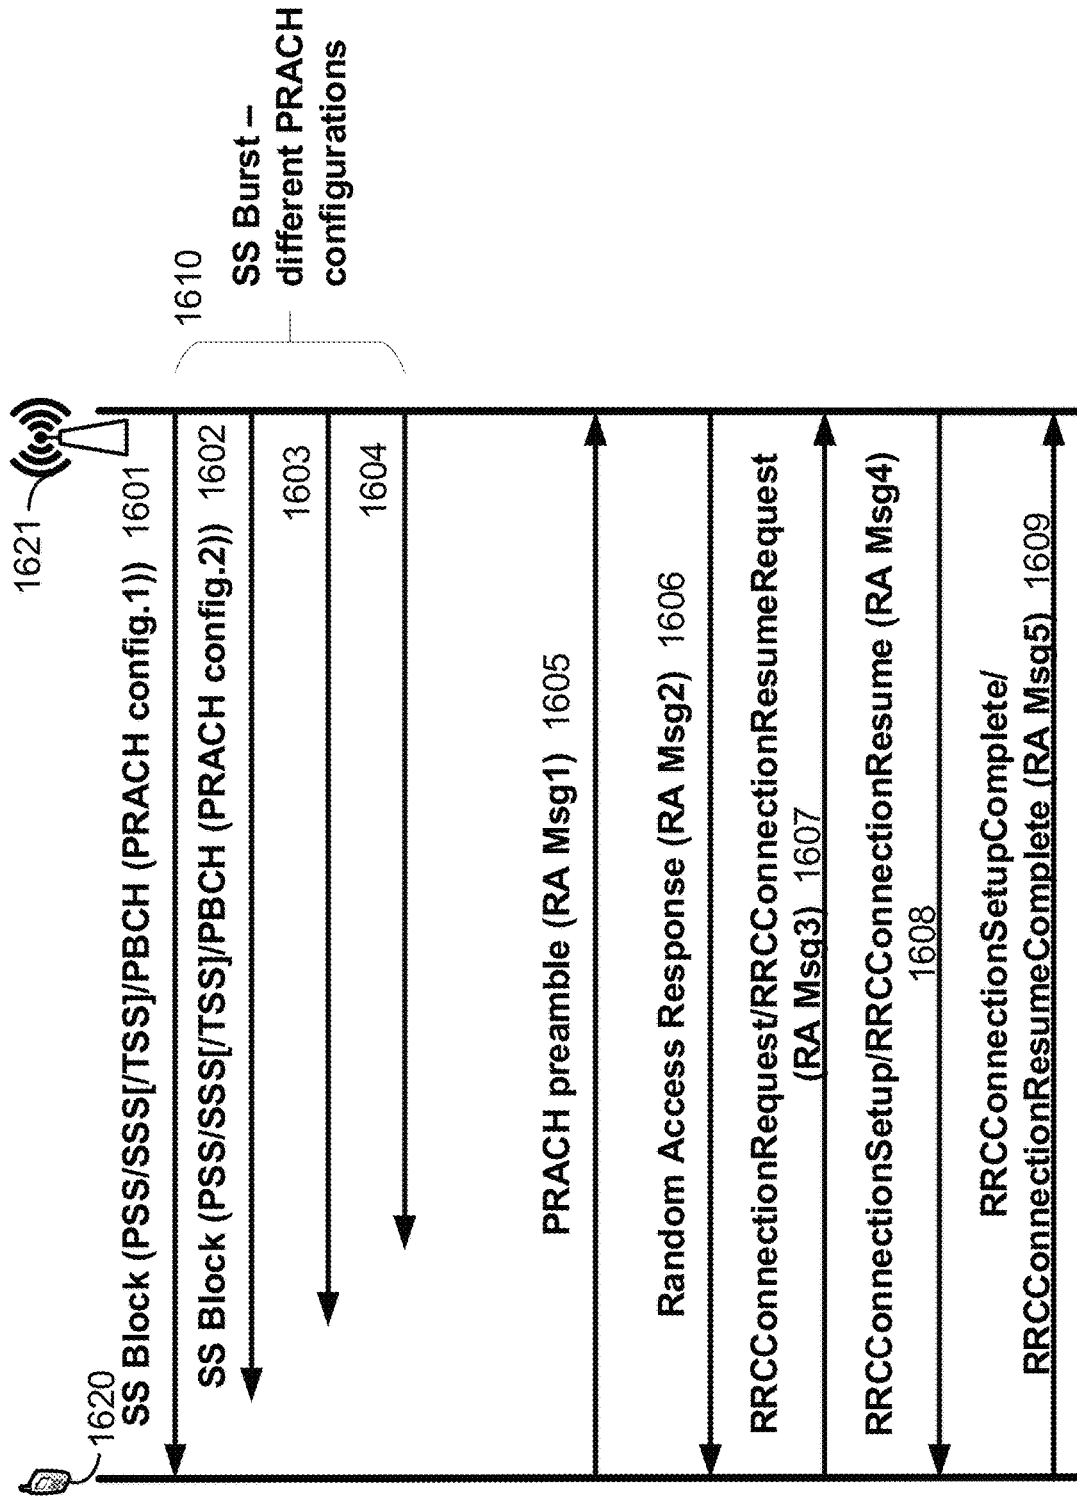 1620
1621
SS Block (PSS/SSS[/TSS]/PBCH (PRACH config.1)) 1601
SS Block (PSS/SSS[/TSS]/PBCH (PRACH config.2)) 1602
1603
1604
1610
SS Burst –
different PRACH
configurations
PRACH preamble (RA Msg1) 1605
Random Access Response (RA Msg2) 1606
RRCConnectionRequest/RRCConnectionResumeRequest
(RA Msg3) 1607
RRCConnectionSetup/RRCConnectionResume (RA Msg4)
1608
RRCConnectionSetupComplete/
RRCConnectionResumeComplete (RA Msg5) 1609